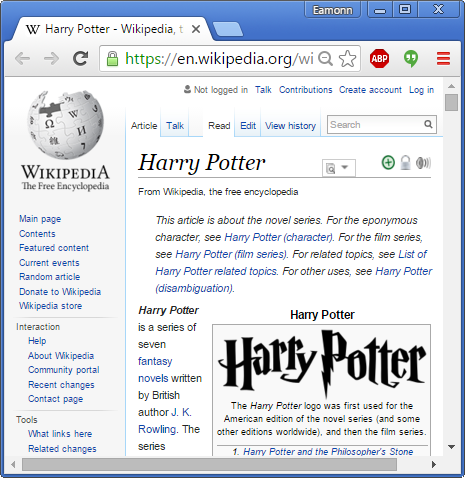 Eamonn
Harry Potter - Wikipedia, t
https://en.wikipedia.org/wi
ABP
Not logged in Talk Contributions Create account Log in
Article Talk Read Edit View history Search
WIKIPEDIA
The Free Encyclopedia
Main page
Contents
Featured content
Current events
Random article
Donate to Wikipedia
Wikipedia store
Interaction
Help
About Wikipedia
Community portal
Recent changes
Contact page
Tools
What links here
Related changes
Harry Potter
From Wikipedia, the free encyclopedia
This article is about the novel series. For the eponymous
character, see Harry Potter (character). For the film series,
see Harry Potter (film series). For related topics, see List of
Harry Potter related topics. For other uses, see Harry Potter
(disambiguation).
Harry Potter
is a series of
seven
fantasy
novels written
by British
author J. K.
Rowling. The
series
Harry Potter
Harry Potter
The Harry Potter logo was first used for the
American edition of the novel series (and some
other editions worldwide), and then the film series.
1. Harry Potter and the Philosopher's Stone